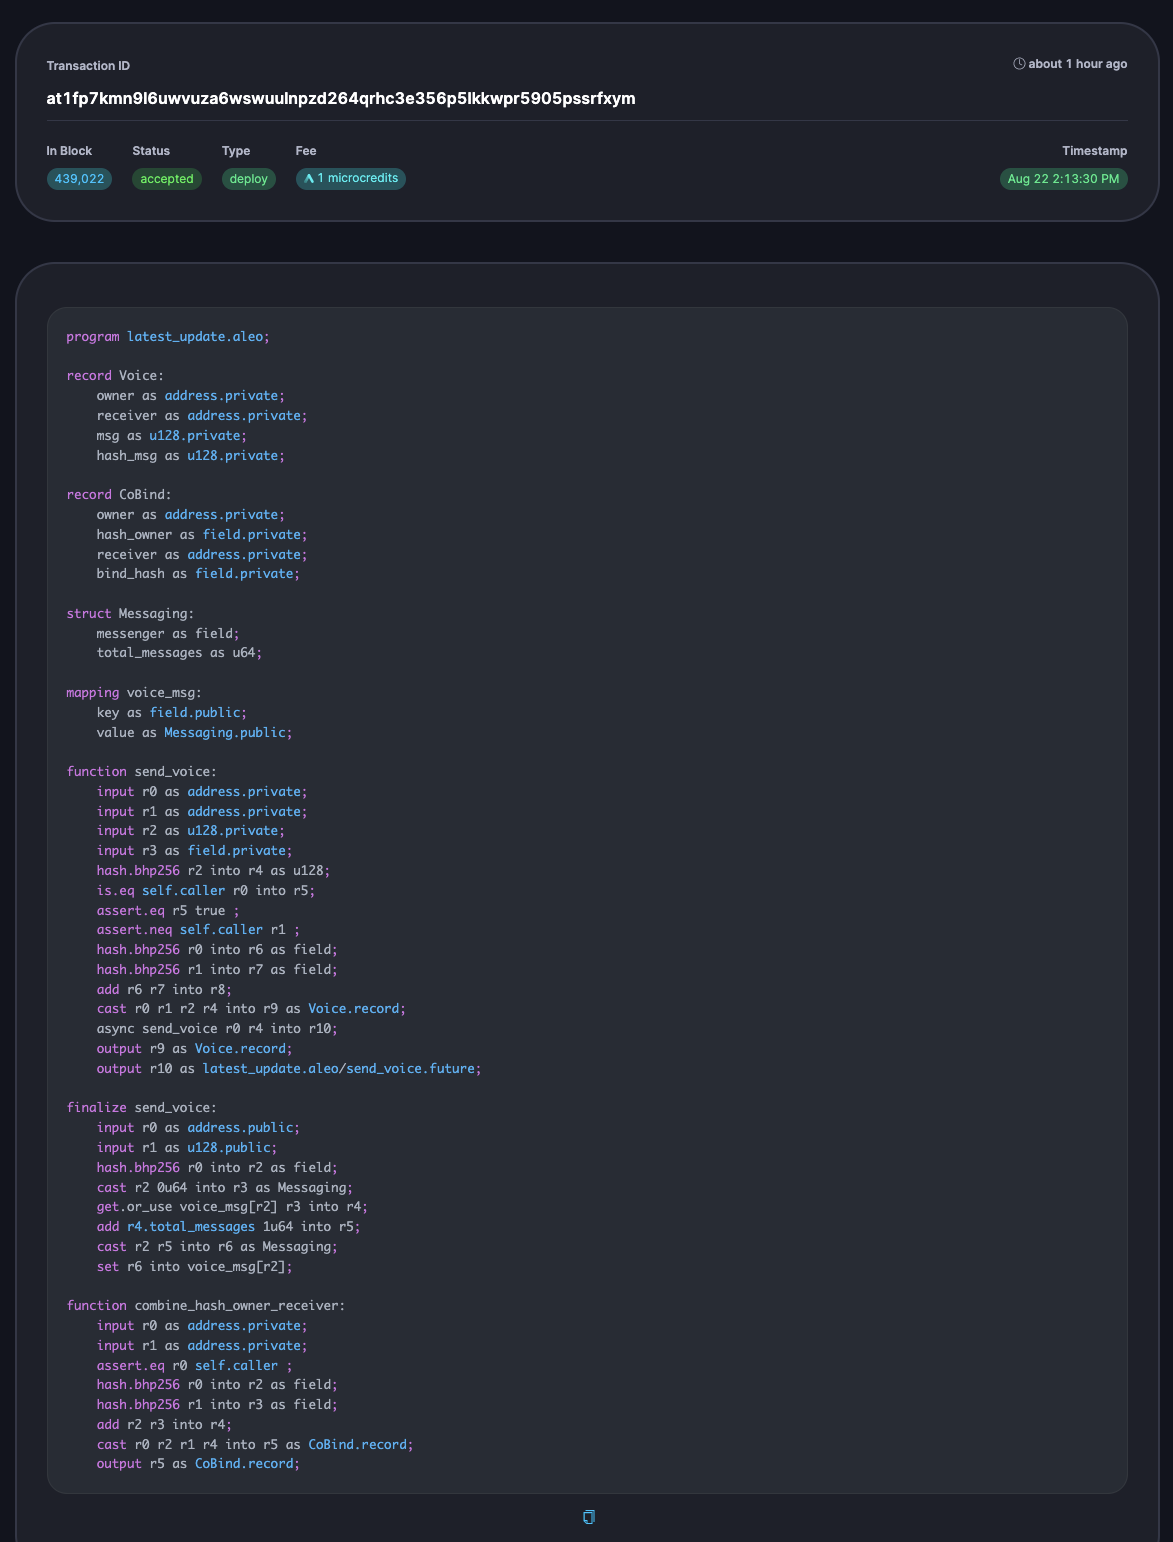 Transaction ID
about 1 hour ago
at1fp7kmn9l6uwvuza6wswuulnpzd264qrhc3e356p5lkkwpr5905pssrfxym
In Block Status Type Fee Timestamp
439,022 accepted deploy 1 microcredits Aug 22 2:13:30 PM
program latest_update.aleo;
record Voice:
    owner as address.private;
    receiver as address.private;
    msg as u128.private;
    hash_msg as u128.private;
record CoBind:
    owner as address.private;
    hash_owner as field.private;
    receiver as address.private;
    bind_hash as field.private;
struct Messaging:
    messenger as field;
    total_messages as u64;
mapping voice_msg:
    key as field.public;
    value as Messaging.public;
function send_voice:
    input r0 as address.private;
    input r1 as address.private;
    input r2 as u128.private;
    input r3 as field.private;
    hash.bhp256 r2 into r4 as u128;
    is.eq self.caller r0 into r5;
    assert.eq r5 true ;
    assert.neq self.caller r1 ;
    hash.bhp256 r0 into r6 as field;
    hash.bhp256 r1 into r7 as field;
    add r6 r7 into r8;
    cast r0 r1 r2 r4 into r9 as Voice.record;
    async send_voice r0 r4 into r10;
    output r9 as Voice.record;
    output r10 as latest_update.aleo/send_voice.future;
finalize send_voice:
    input r0 as address.public;
    input r1 as u128.public;
    hash.bhp256 r0 into r2 as field;
    cast r2 0u64 into r3 as Messaging;
    get.or_use voice_msg[r2] r3 into r4;
    add r4.total_messages 1u64 into r5;
    cast r2 r5 into r6 as Messaging;
    set r6 into voice_msg[r2];
function combine_hash_owner_receiver:
    input r0 as address.private;
    input r1 as address.private;
    assert.eq r0 self.caller ;
    hash.bhp256 r0 into r2 as field;
    hash.bhp256 r1 into r3 as field;
    add r2 r3 into r4;
    cast r0 r2 r1 r4 into r5 as CoBind.record;
    output r5 as CoBind.record;